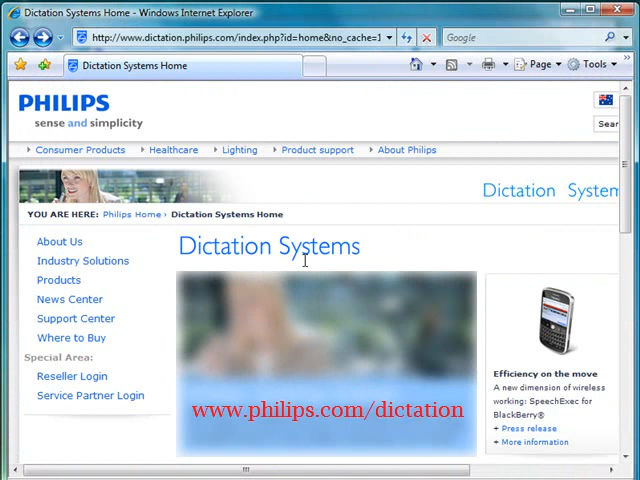 Dictation Systems Home - Windows Internet Explorer
http://www.dictation.philips.com/index.php?id=home&no_cache=1
Google
Dictation Systems Home
Page
Tools
PHILIPS
sense and simplicity
Sear
Consumer Products
Healthcare
Lighting
Product support
About Philips
Dictation System
YOU ARE HERE: Philips Home › Dictation Systems Home
About Us
Industry Solutions
Products
News Center
Support Center
Where to Buy
Special Area:
Reseller Login
Service Partner Login
Dictation Systems
www.philips.com/dictation
Efficiency on the move
A new dimension of wireless
working: SpeechExec for
BlackBerry®
+ Press release
+ More information